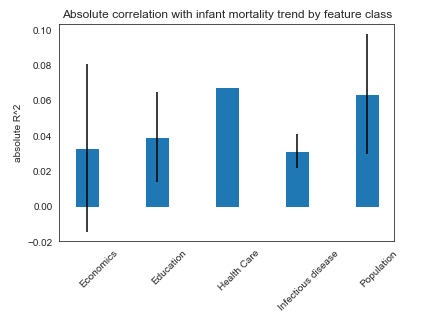 Absolute correlation with infant mortality trend by feature class
absolute R^2
0.10
0.08
0.06
0.04
0.02
0.00
−0.02
Economics
Education
Health Care
Infectious disease
Population